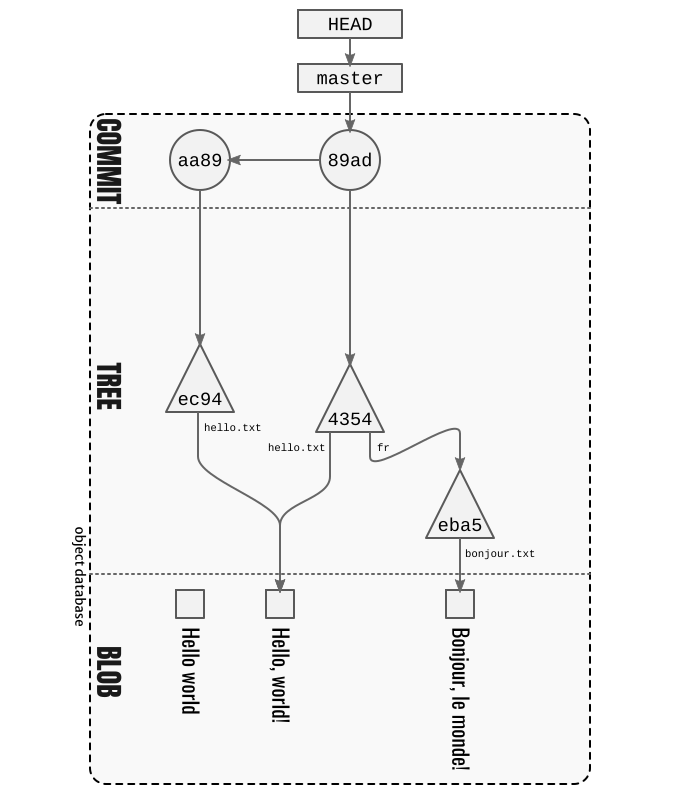 HEAD
master
COMMIT
aa89
89ad
TREE
ec94
4354
hello.txt
hello.txt
fr
eba5
bonjour.txt
object database
BLOB
Hello world
Hello, world!
Bonjour, le monde!